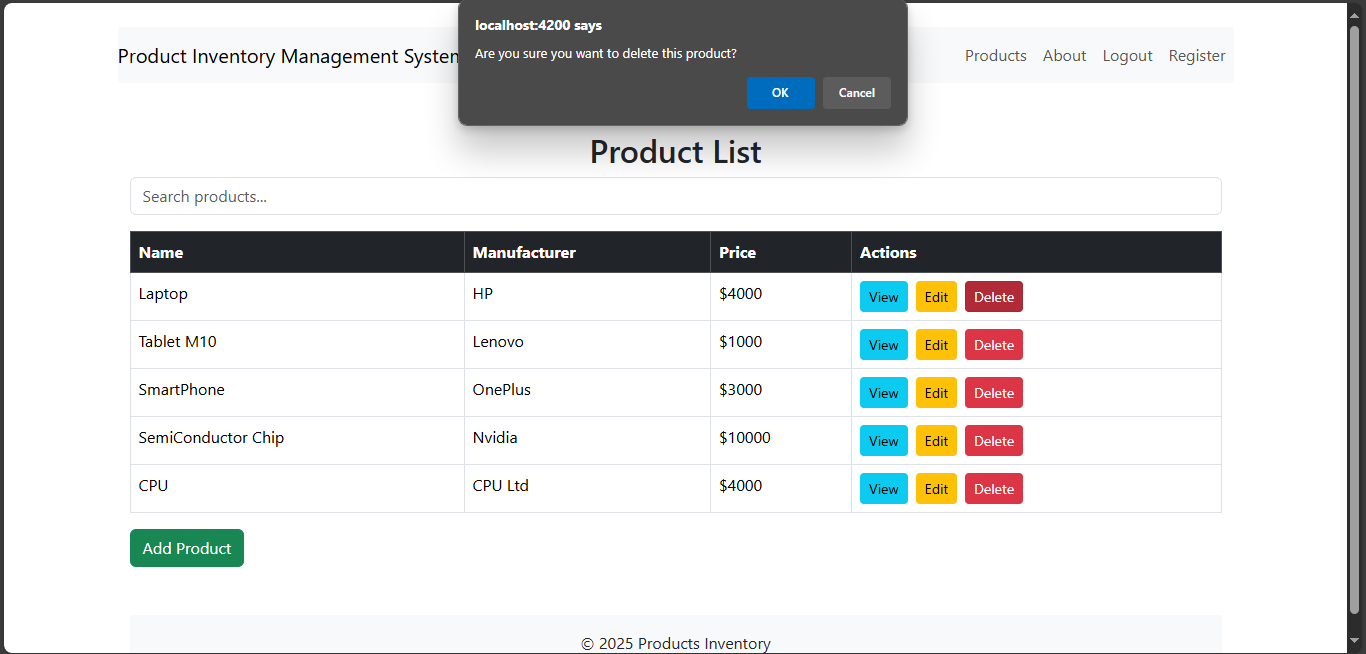 localhost:4200 says
Are you sure you want to delete this product?
OK Cancel
Product Inventory Management System Products About Logout Register
Product List
Search products...
Name Manufacturer Price Actions
Laptop HP $4000 View Edit Delete
Tablet M10 Lenovo $1000 View Edit Delete
SmartPhone OnePlus $3000 View Edit Delete
SemiConductor Chip Nvidia $10000 View Edit Delete
CPU CPU Ltd $4000 View Edit Delete
Add Product
© 2025 Products Inventory